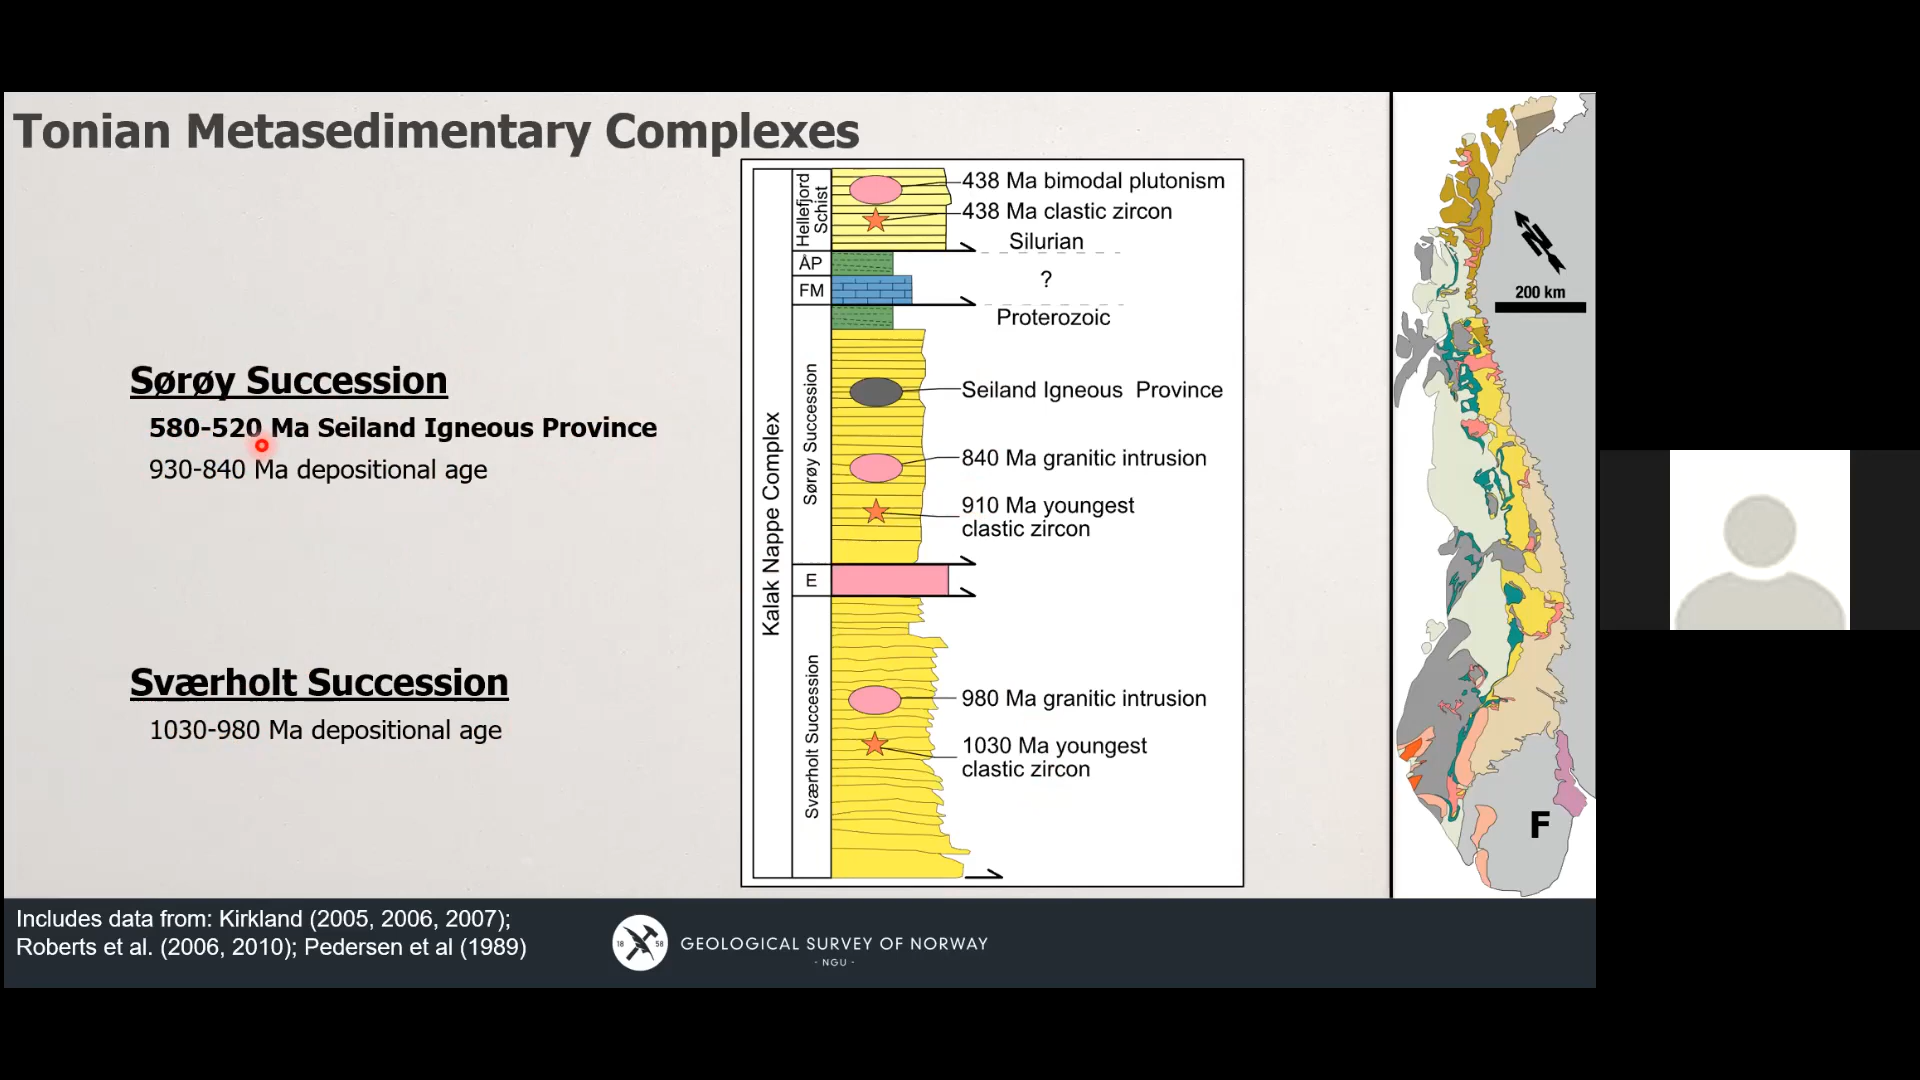 Tonian Metasedimentary Complexes
Sørøy Succession
580-520 Ma Seiland Igneous Province
930-840 Ma depositional age
Sværholt Succession
1030-980 Ma depositional age
Kalak Nappe Complex
Hellefjord
Schist
ÅP
FM
Sørøy Succession
E
Sværholt Succession
438 Ma bimodal plutonism
438 Ma clastic zircon
Silurian
?
Proterozoic
Seiland Igneous Province
840 Ma granitic intrusion
910 Ma youngest
clastic zircon
980 Ma granitic intrusion
1030 Ma youngest
clastic zircon
N
200 km
F
Includes data from: Kirkland (2005, 2006, 2007);
Roberts et al. (2006, 2010); Pedersen et al (1989)
18 58
GEOLOGICAL SURVEY OF NORWAY
- NGU -